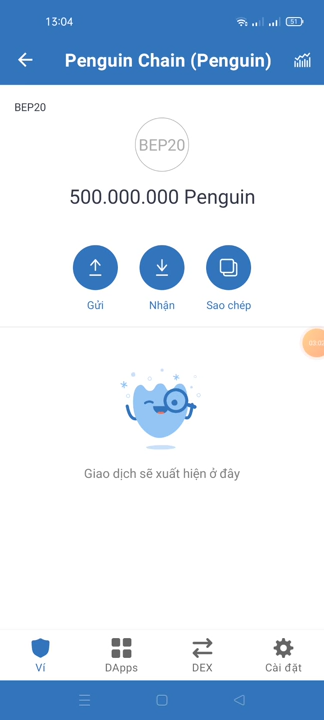 13:04
51
Penguin Chain (Penguin)
BEP20
BEP20
500.000.000 Penguin
Gửi
Nhận
Sao chép
Giao dịch sẽ xuất hiện ở đây
Ví
DApps
DEX
Cài đặt